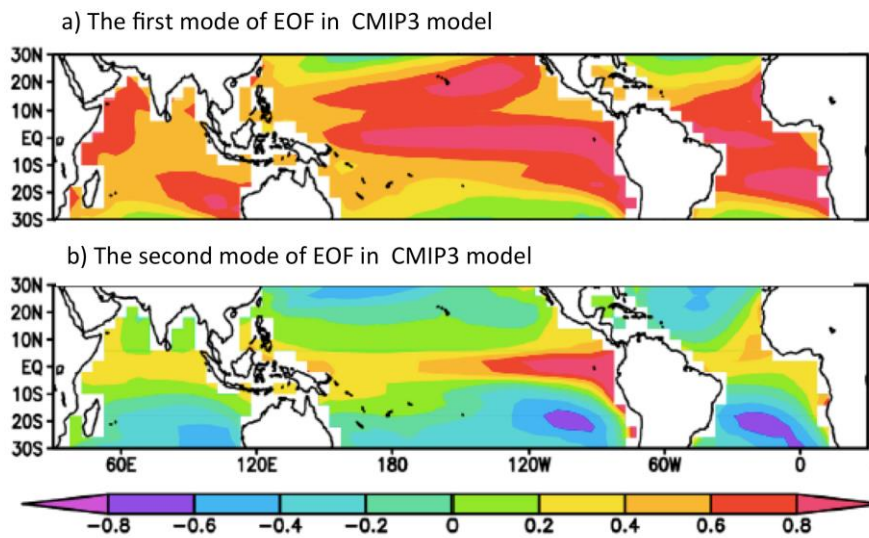 a) The first mode of EOF in CMIP3 model
30N
20N
10N
EQ
10S
20S
30S
b) The second mode of EOF in CMIP3 model
30N
20N
10N
EQ
10S
20S
30S
60E 120E 180 120W 60W 0
−0.8 −0.6 −0.4 −0.2 0 0.2 0.4 0.6 0.8